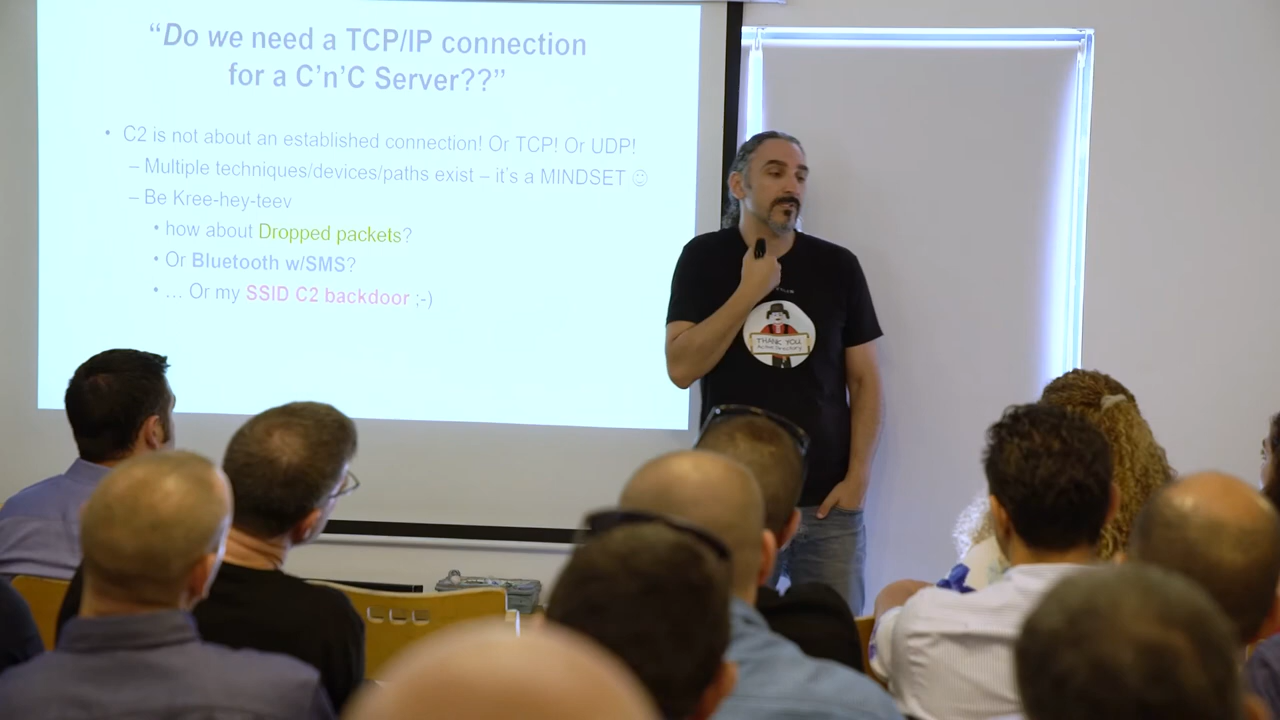 “Do we need a TCP/IP connection
for a C’n’C Server??”
• C2 is not about an established connection! Or TCP! Or UDP!
– Multiple techniques/devices/paths exist – it’s a MINDSET ☺
– Be Kree-hey-teev
• how about Dropped packets?
• Or Bluetooth w/SMS?
• … Or my SSID C2 backdoor ;-)
THANK YOU
Active Directory